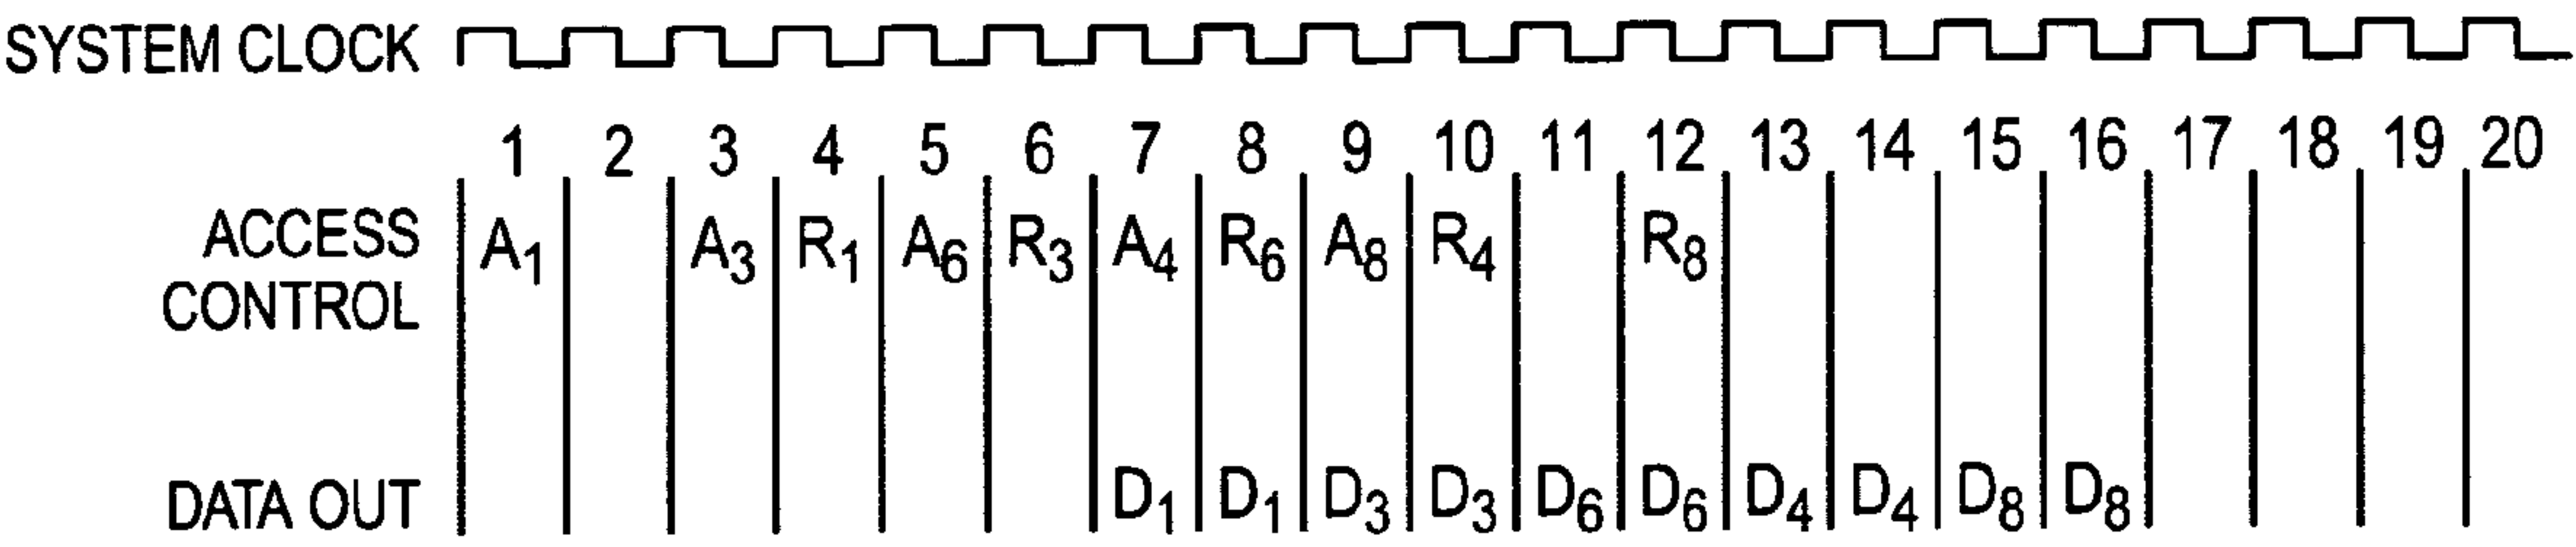 SYSTEM CLOCK
1 2 3 4 5 6 7 8 9 10 11 12 13 14 15 16 17 18 19 20
ACCESS CONTROL A1 A3 R1 A6 R3 A4 R6 A8 R4 R8
DATA OUT D1 D1 D3 D3 D6 D6 D4 D4 D8 D8